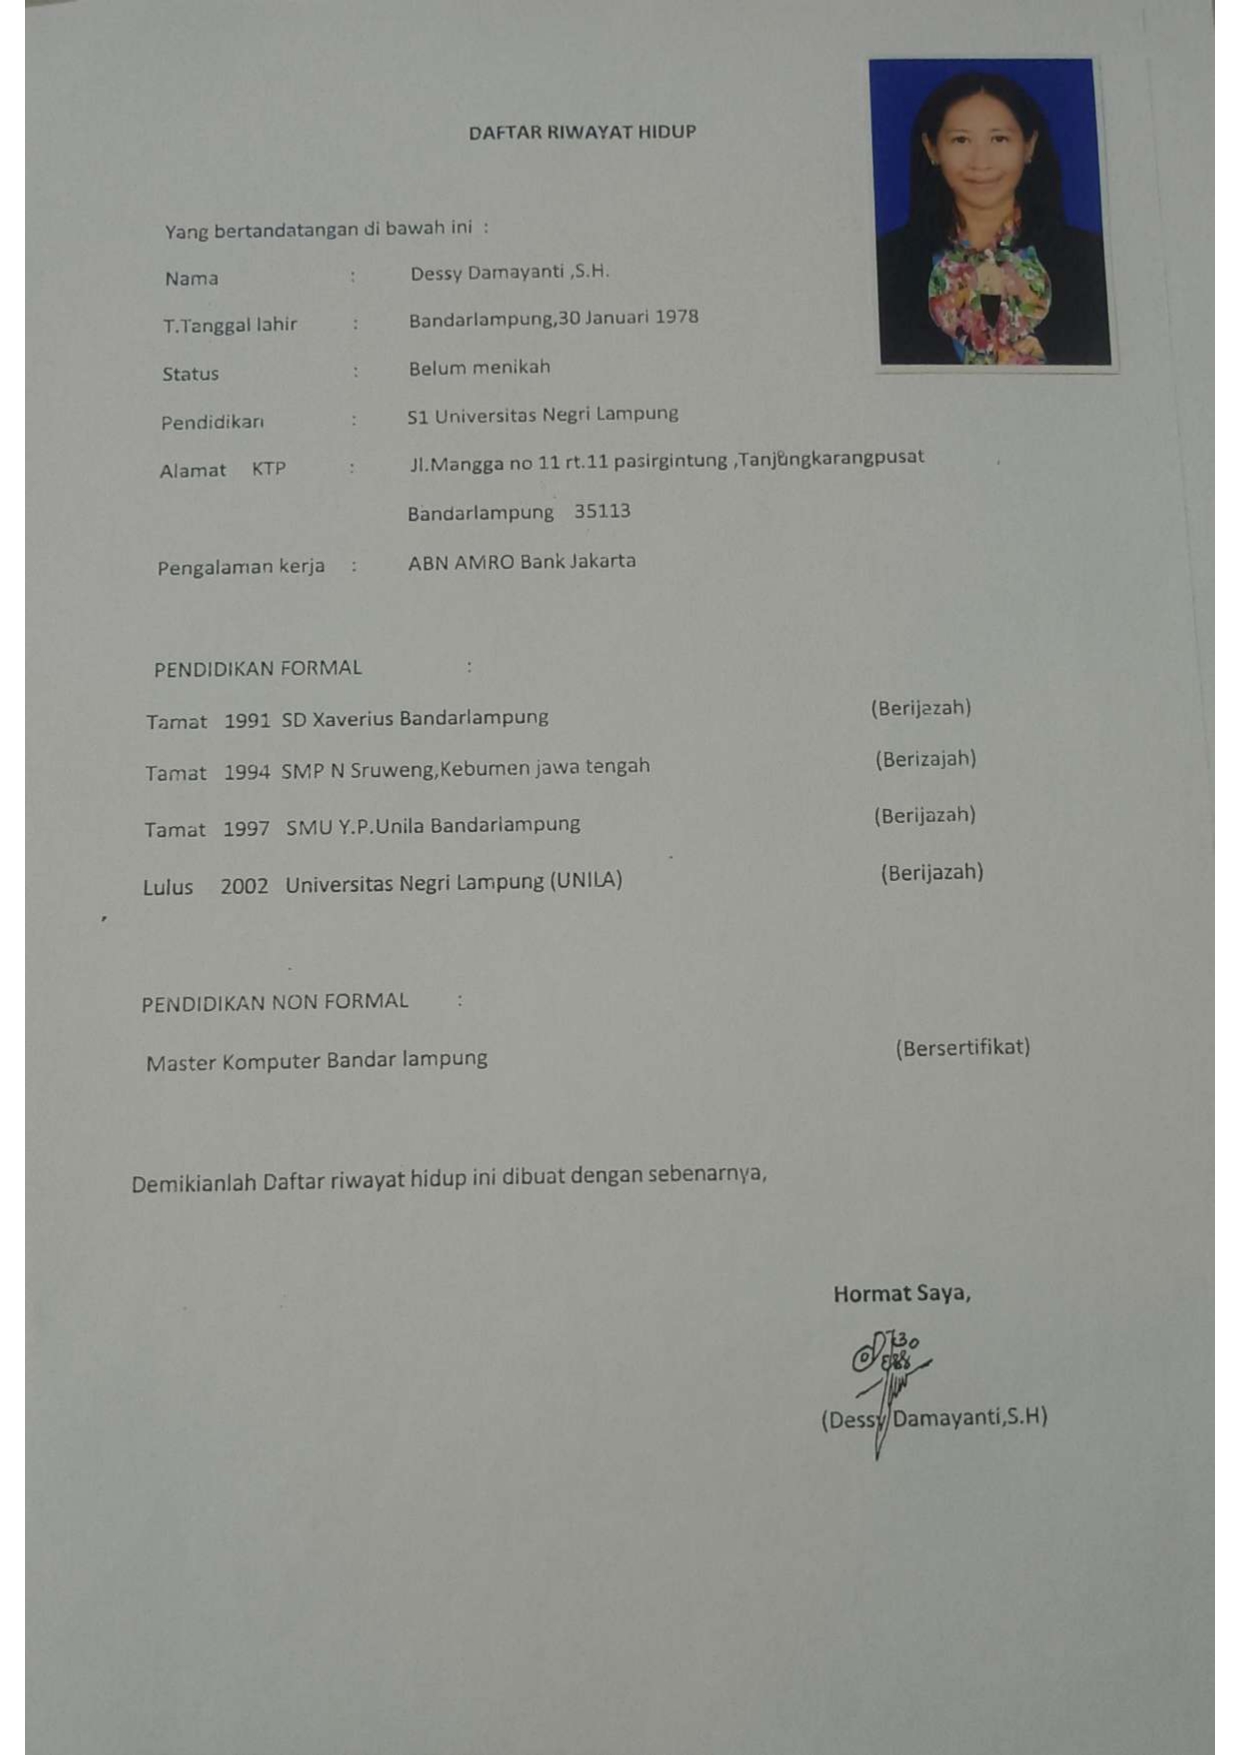 DAFTAR RIWAYAT HIDUP
Yang bertandatangan di bawah ini :
Nama : Dessy Damayanti ,S.H.
T.Tanggal lahir : Bandarlampung,30 Januari 1978
Status : Belum menikah
Pendidikan : S1 Universitas Negri Lampung
Alamat KTP : Jl.Mangga no 11 rt.11 pasirgintung ,Tanjungkarangpusat
Bandarlampung 35113
Pengalaman kerja : ABN AMRO Bank Jakarta
PENDIDIKAN FORMAL :
Tamat 1991 SD Xaverius Bandarlampung (Berijazah)
Tamat 1994 SMP N Sruweng,Kebumen jawa tengah (Berizajah)
Tamat 1997 SMU Y.P.Unila Bandarlampung (Berijazah)
Lulus 2002 Universitas Negri Lampung (UNILA) (Berijazah)
PENDIDIKAN NON FORMAL :
Master Komputer Bandar lampung (Bersertifikat)
Demikianlah Daftar riwayat hidup ini dibuat dengan sebenarnya,
Hormat Saya,
(Dessy Damayanti,S.H)